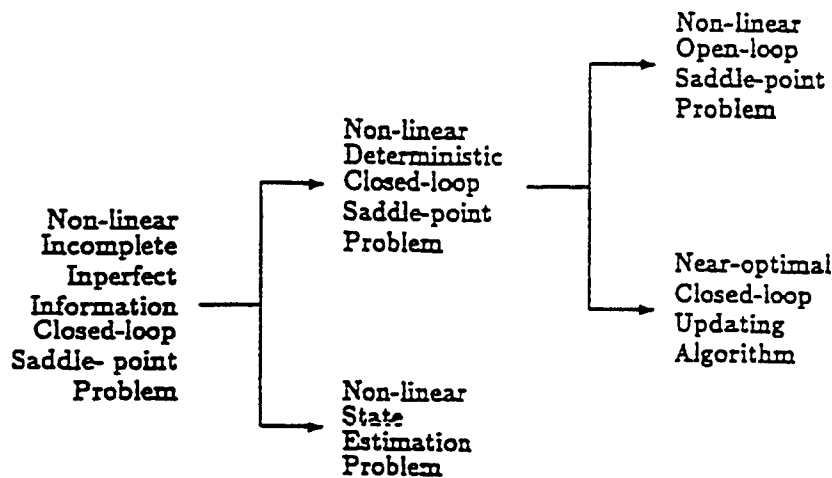 Non-linear
Incomplete
Inperfect
Information
Closed-loop
Saddle- point
Problem
Non-linear
Deterministic
Closed-loop
Saddle-point
Problem
Non-linear
State
Estimation
Problem
Non-linear
Open-loop
Saddle-point
Problem
Near-optimal
Closed-loop
Updating
Algorithm